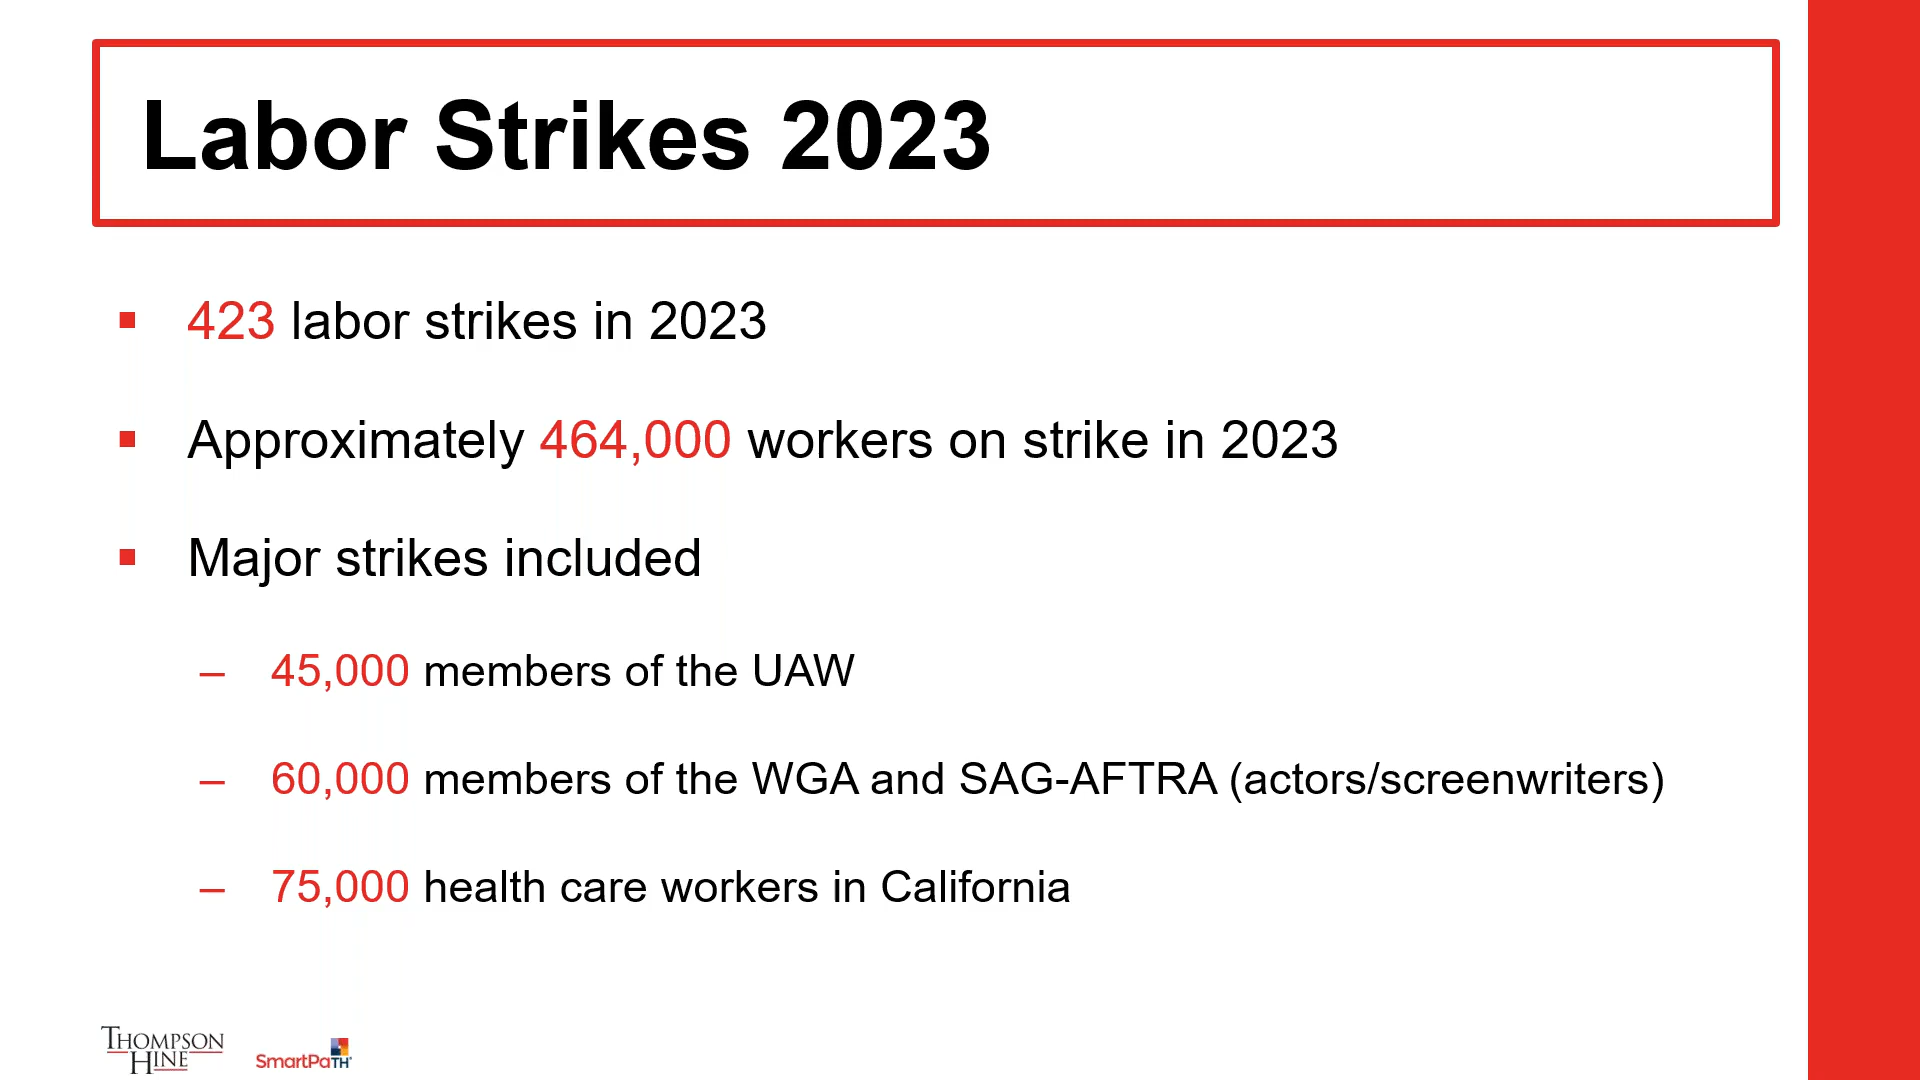 Labor Strikes 2023
▪ 423 labor strikes in 2023
▪ Approximately 464,000 workers on strike in 2023
▪ Major strikes included
– 45,000 members of the UAW
– 60,000 members of the WGA and SAG-AFTRA (actors/screenwriters)
– 75,000 health care workers in California
THOMPSON
HINE
SmartPaTH